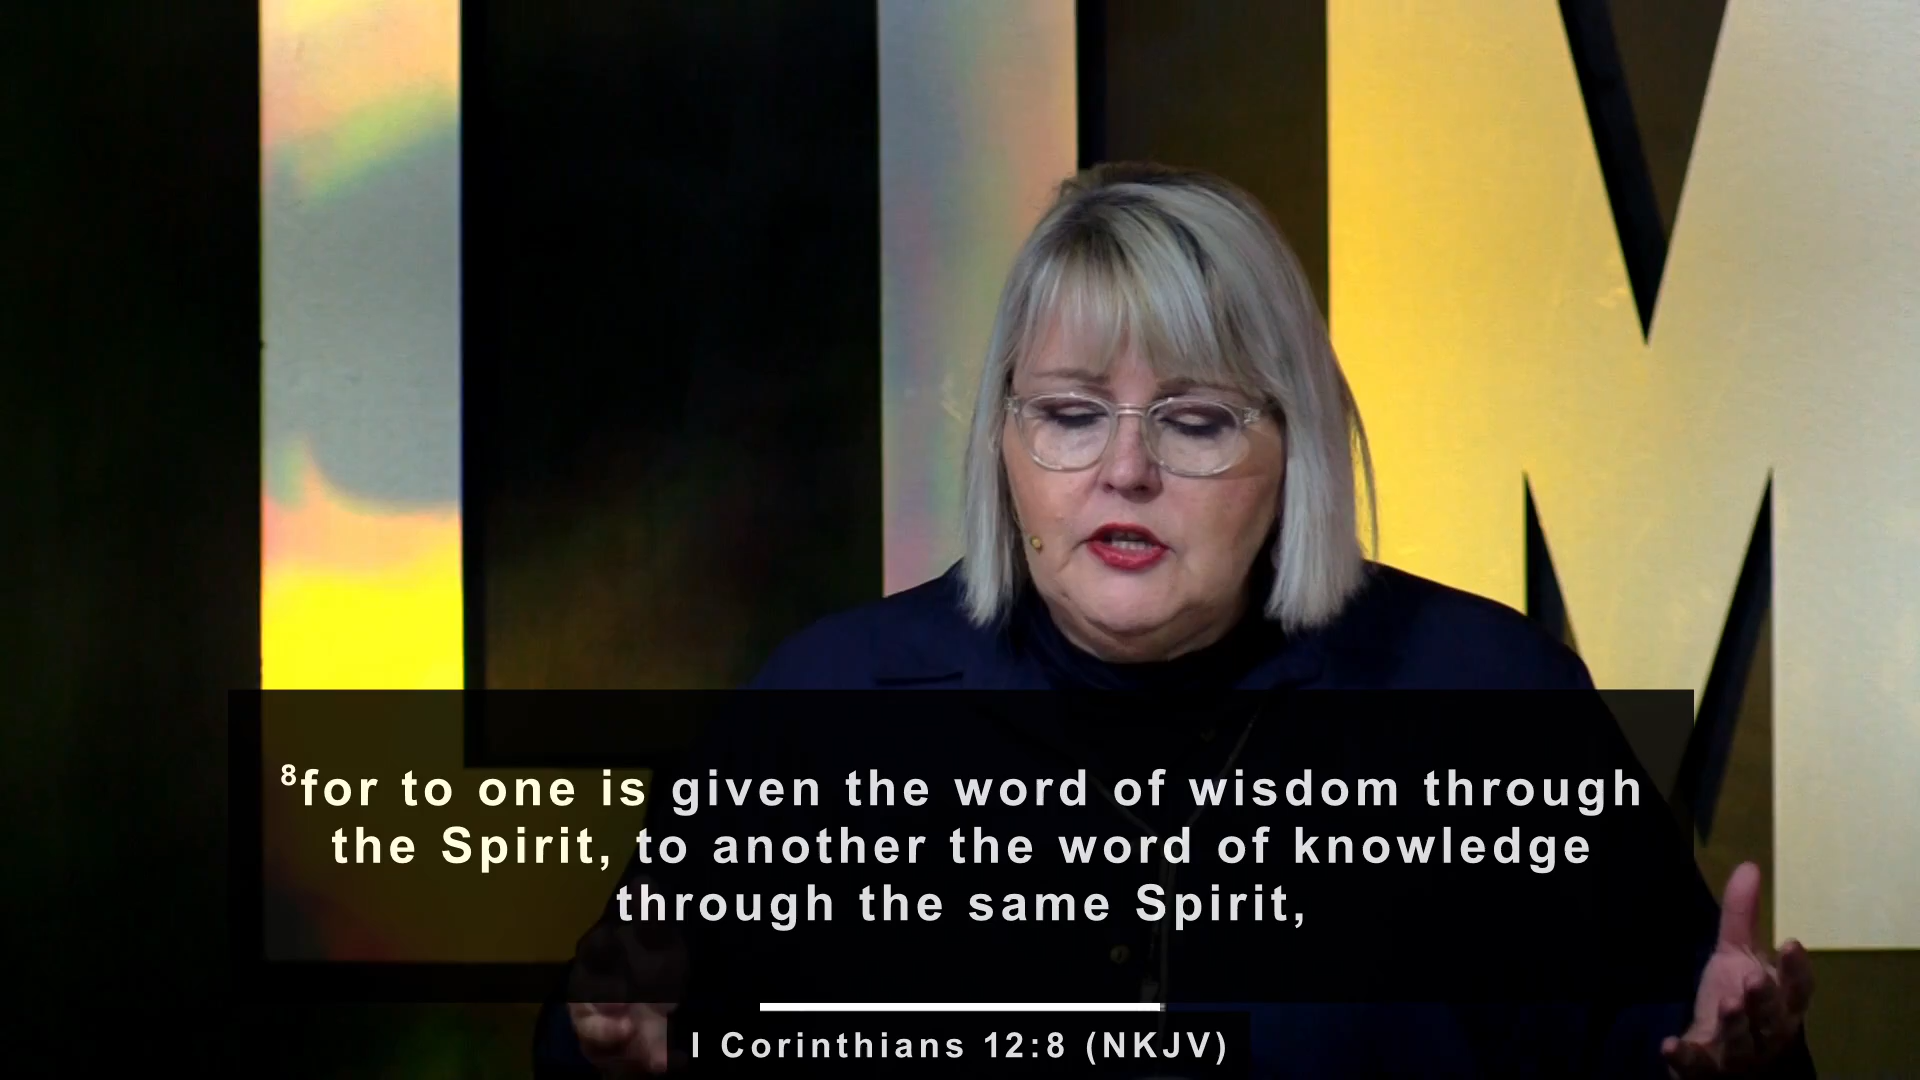 ⁸for to one is given the word of wisdom through
the Spirit, to another the word of knowledge
through the same Spirit,
I Corinthians 12:8 (NKJV)